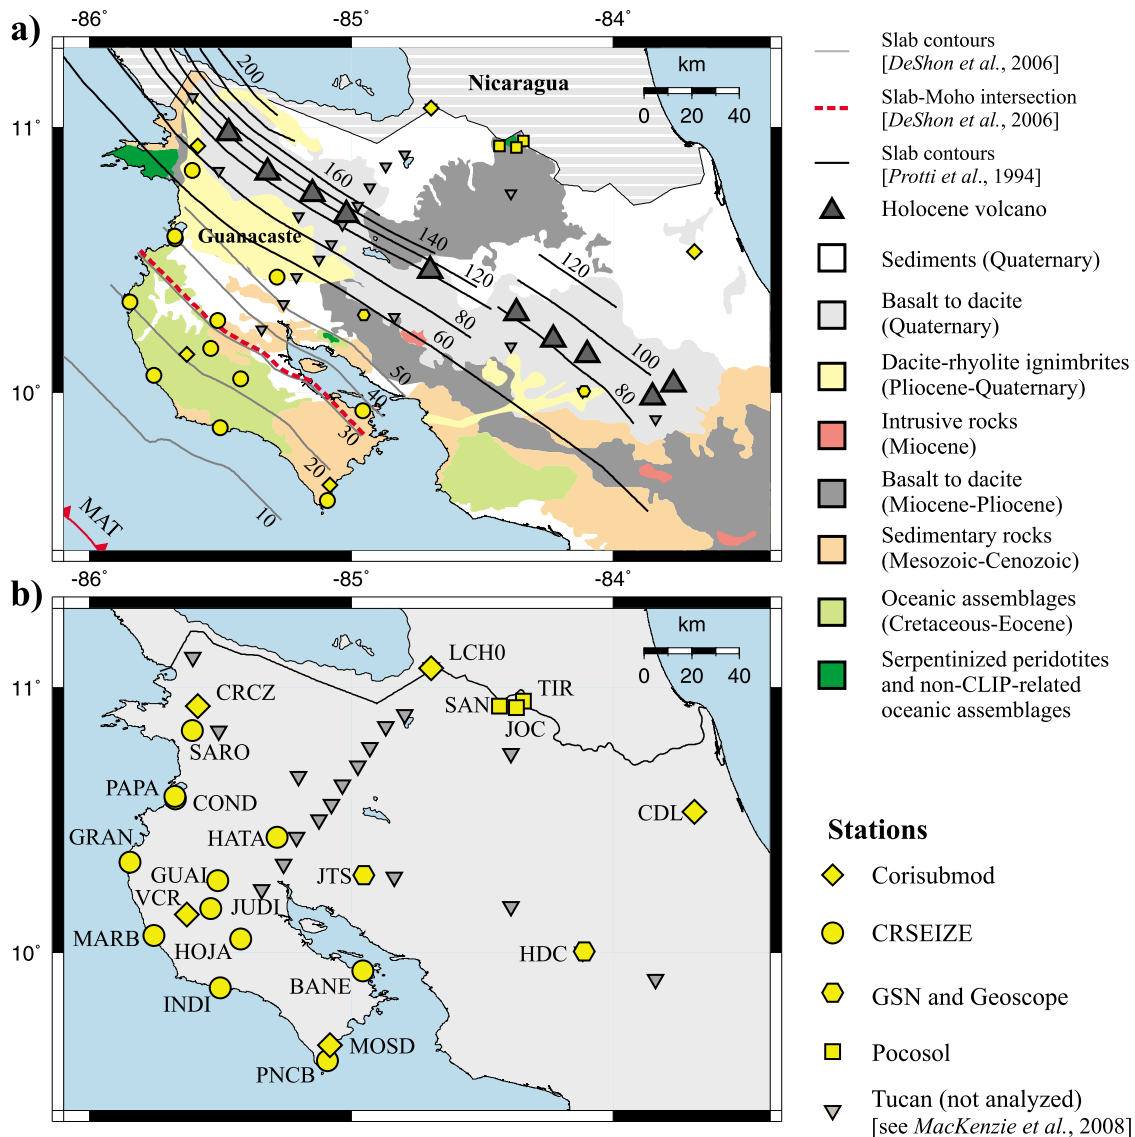 a)
-86
-85
-84
11°
10°
Nicaragua
km
0 20 40
200
160
140
120
80
60
50
40
30
20
10
120
100
80
Guanacaste
MAT
Slab contours
[DeShon et al., 2006]
Slab-Moho intersection
[DeShon et al., 2006]
Slab contours
[Protti et al., 1994]
Holocene volcano
Sediments (Quaternary)
Basalt to dacite
(Quaternary)
Dacite-rhyolite ignimbrites
(Pliocene-Quaternary)
Intrusive rocks
(Miocene)
Basalt to dacite
(Miocene-Pliocene)
Sedimentary rocks
(Mesozoic-Cenozoic)
Oceanic assemblages
(Cretaceous-Eocene)
Serpentinized peridotites
and non-CLIP-related
oceanic assemblages
b)
-86
-85
-84
11°
10°
km
0 20 40
LCH0
CRCZ
SAN
TIR
JOC
SARO
PAPA
COND
CDL
GRAN
HATA
GUAI
JTS
VCR
JUDI
MARB
HOJA
HDC
BANE
INDI
MOSD
PNCB
Stations
Corisubmod
CRSEIZE
GSN and Geoscope
Pocosol
Tucan (not analyzed)
[see MacKenzie et al., 2008]